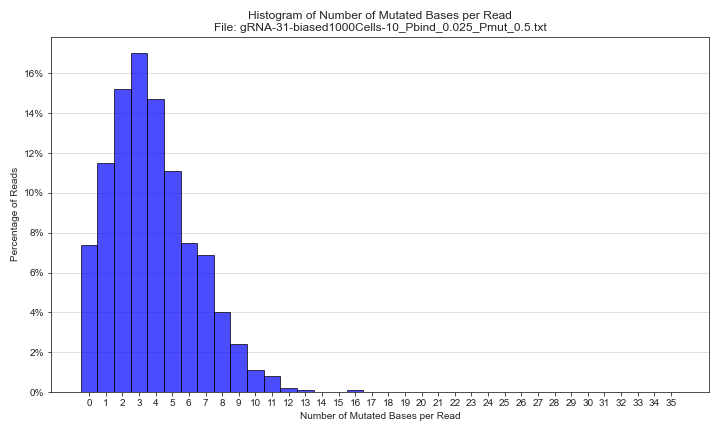 Histogram of Number of Mutated Bases per Read
File: gRNA-31-biased1000Cells-10_Pbind_0.025_Pmut_0.5.txt
Percentage of Reads
16%
14%
12%
10%
8%
6%
4%
2%
0%
0 1 2 3 4 5 6 7 8 9 10 11 12 13 14 15 16 17 18 19 20 21 22 23 24 25 26 27 28 29 30 31 32 33 34 35
Number of Mutated Bases per Read